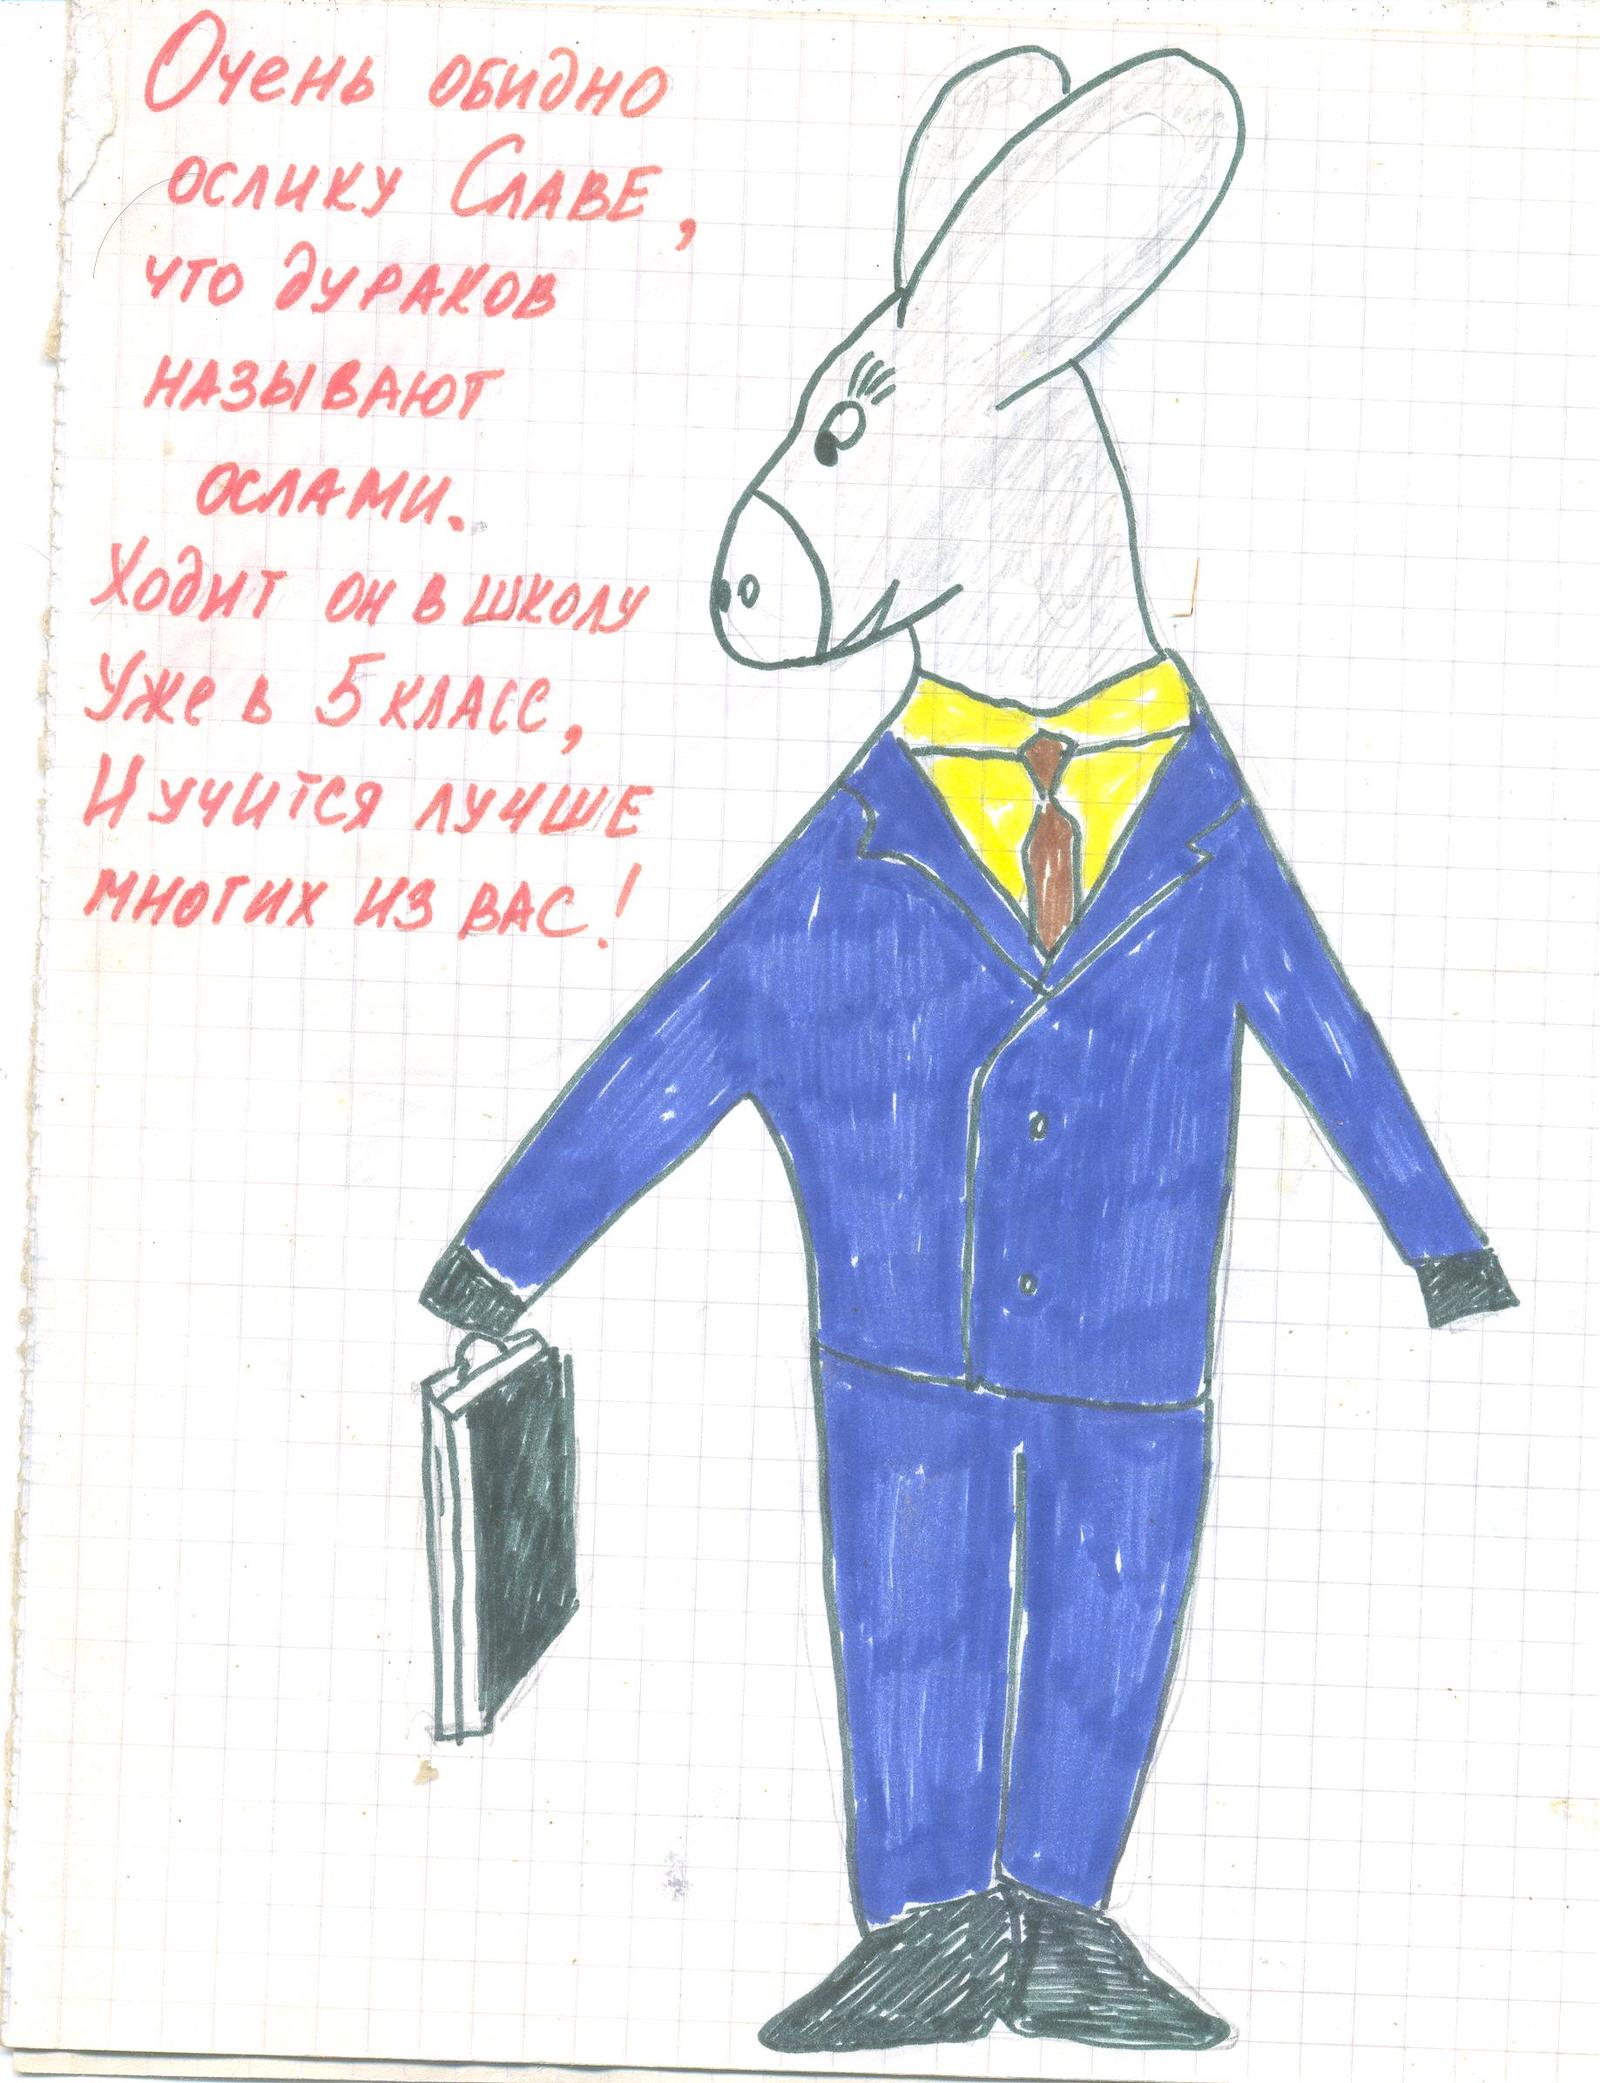 Очень обидно
ослику Славе,
что дураков
называют
ослами.
Ходит он в школу
Уже в 5 класс,
И учится лучше
многих из вас!